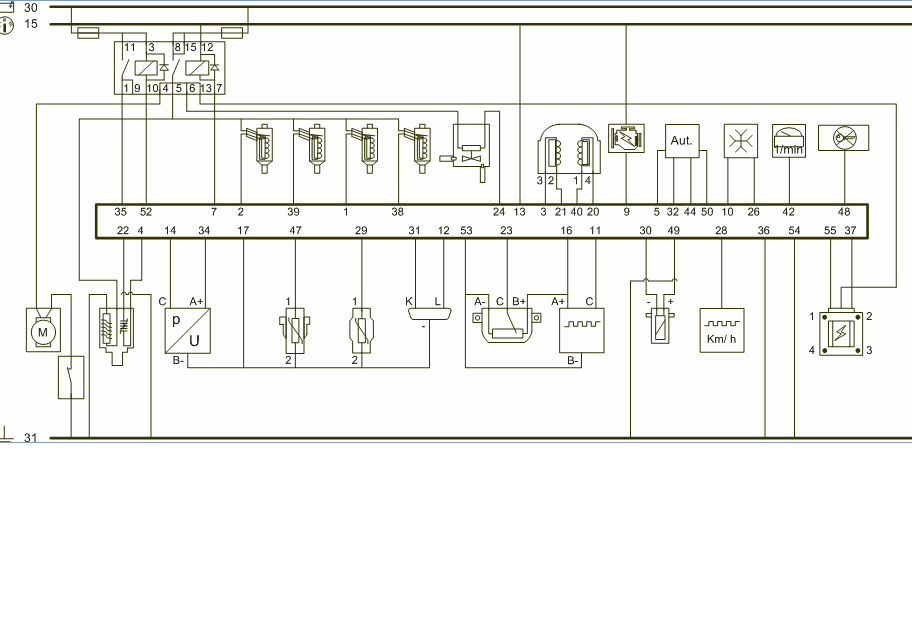 30
15
11 3 8 15 12
1 9 10 4 5 6 13 7
Aut.
l/min
3 2 1 4
35 52 7 2 39 1 38 24 13 3 21 40 20 9 5 32 44 50 10 26 42 48
22 4 14 34 17 47 29 31 12 53 23 16 11 30 49 28 36 54 55 37
C A+ 1 1 K L A- C B+ A+ C - +
M
p
U
-
Km/ h
1 2
4 3
B- 2 2 B-
31